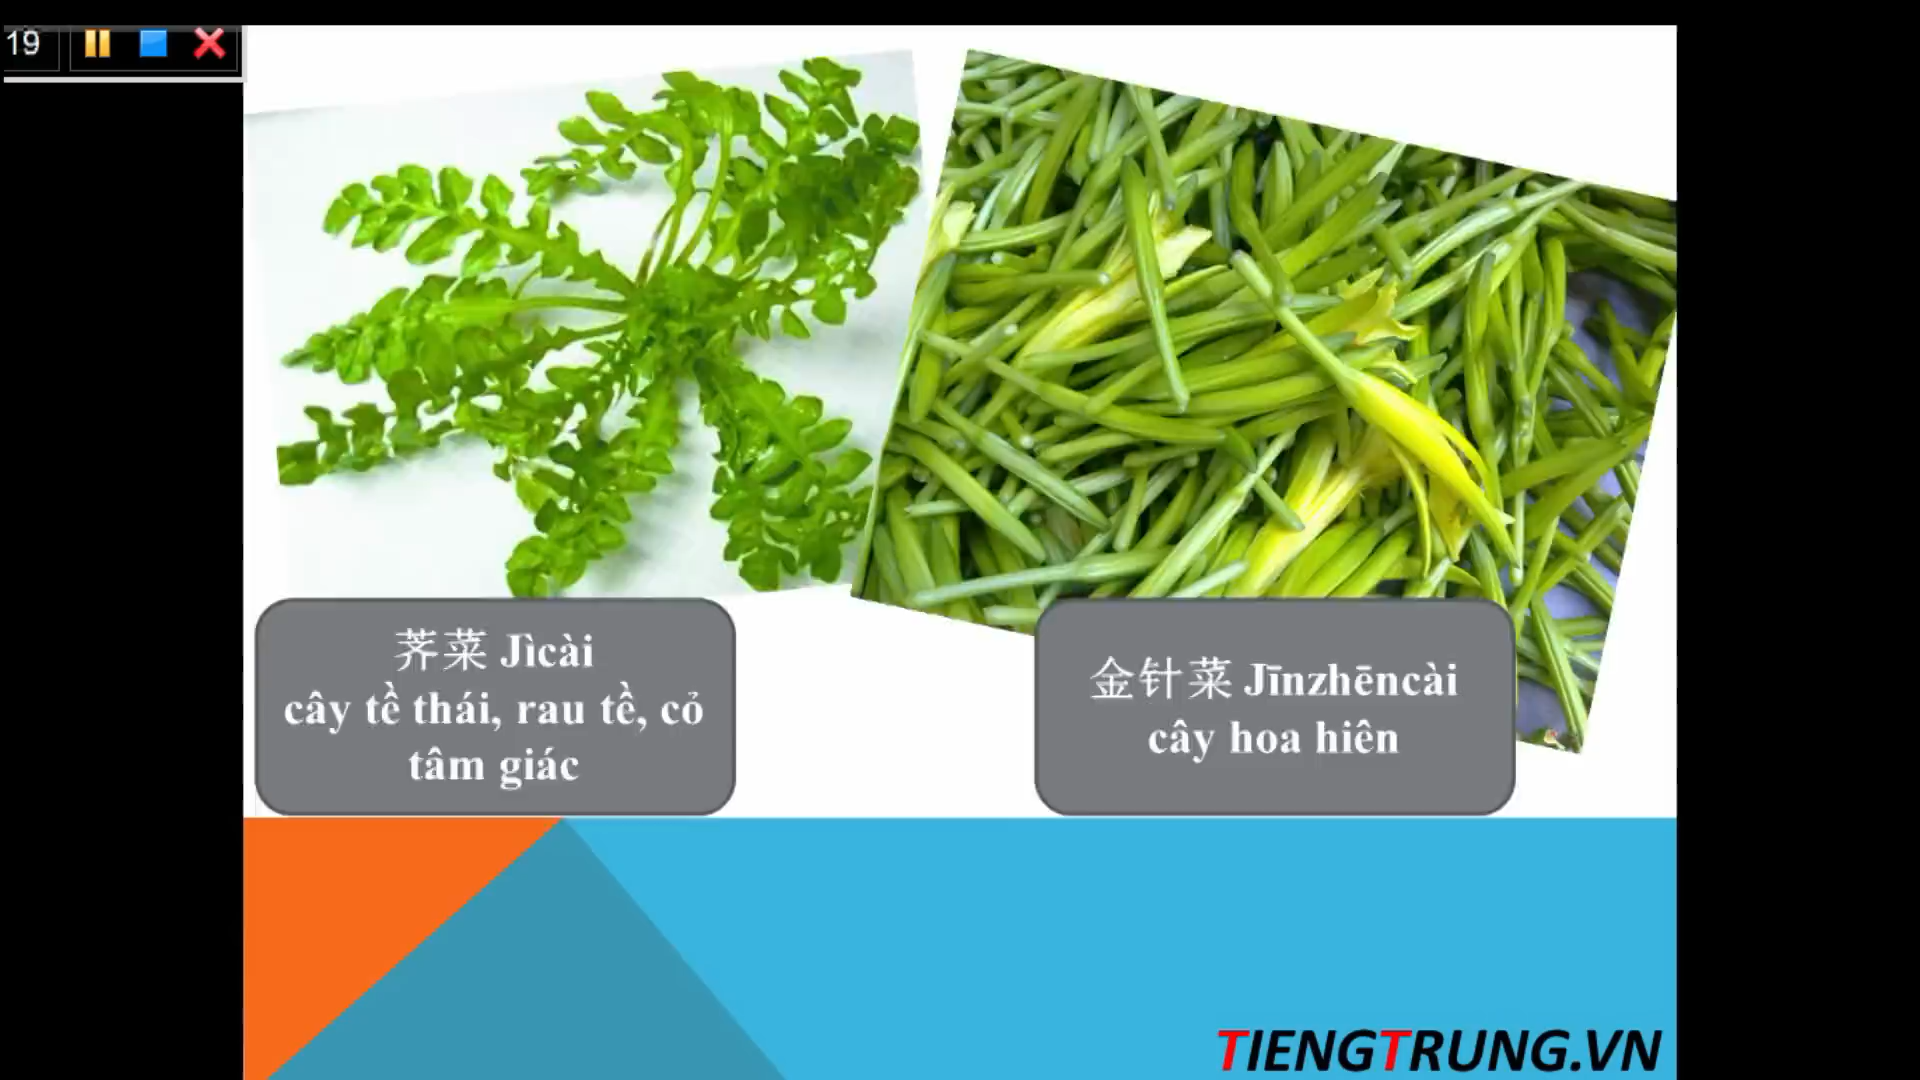 19
荠菜 Jìcài
cây tề thái, rau tề, cỏ
tâm giác
金针菜 Jīnzhēncài
cây hoa hiên
TIENGTRUNG.VN